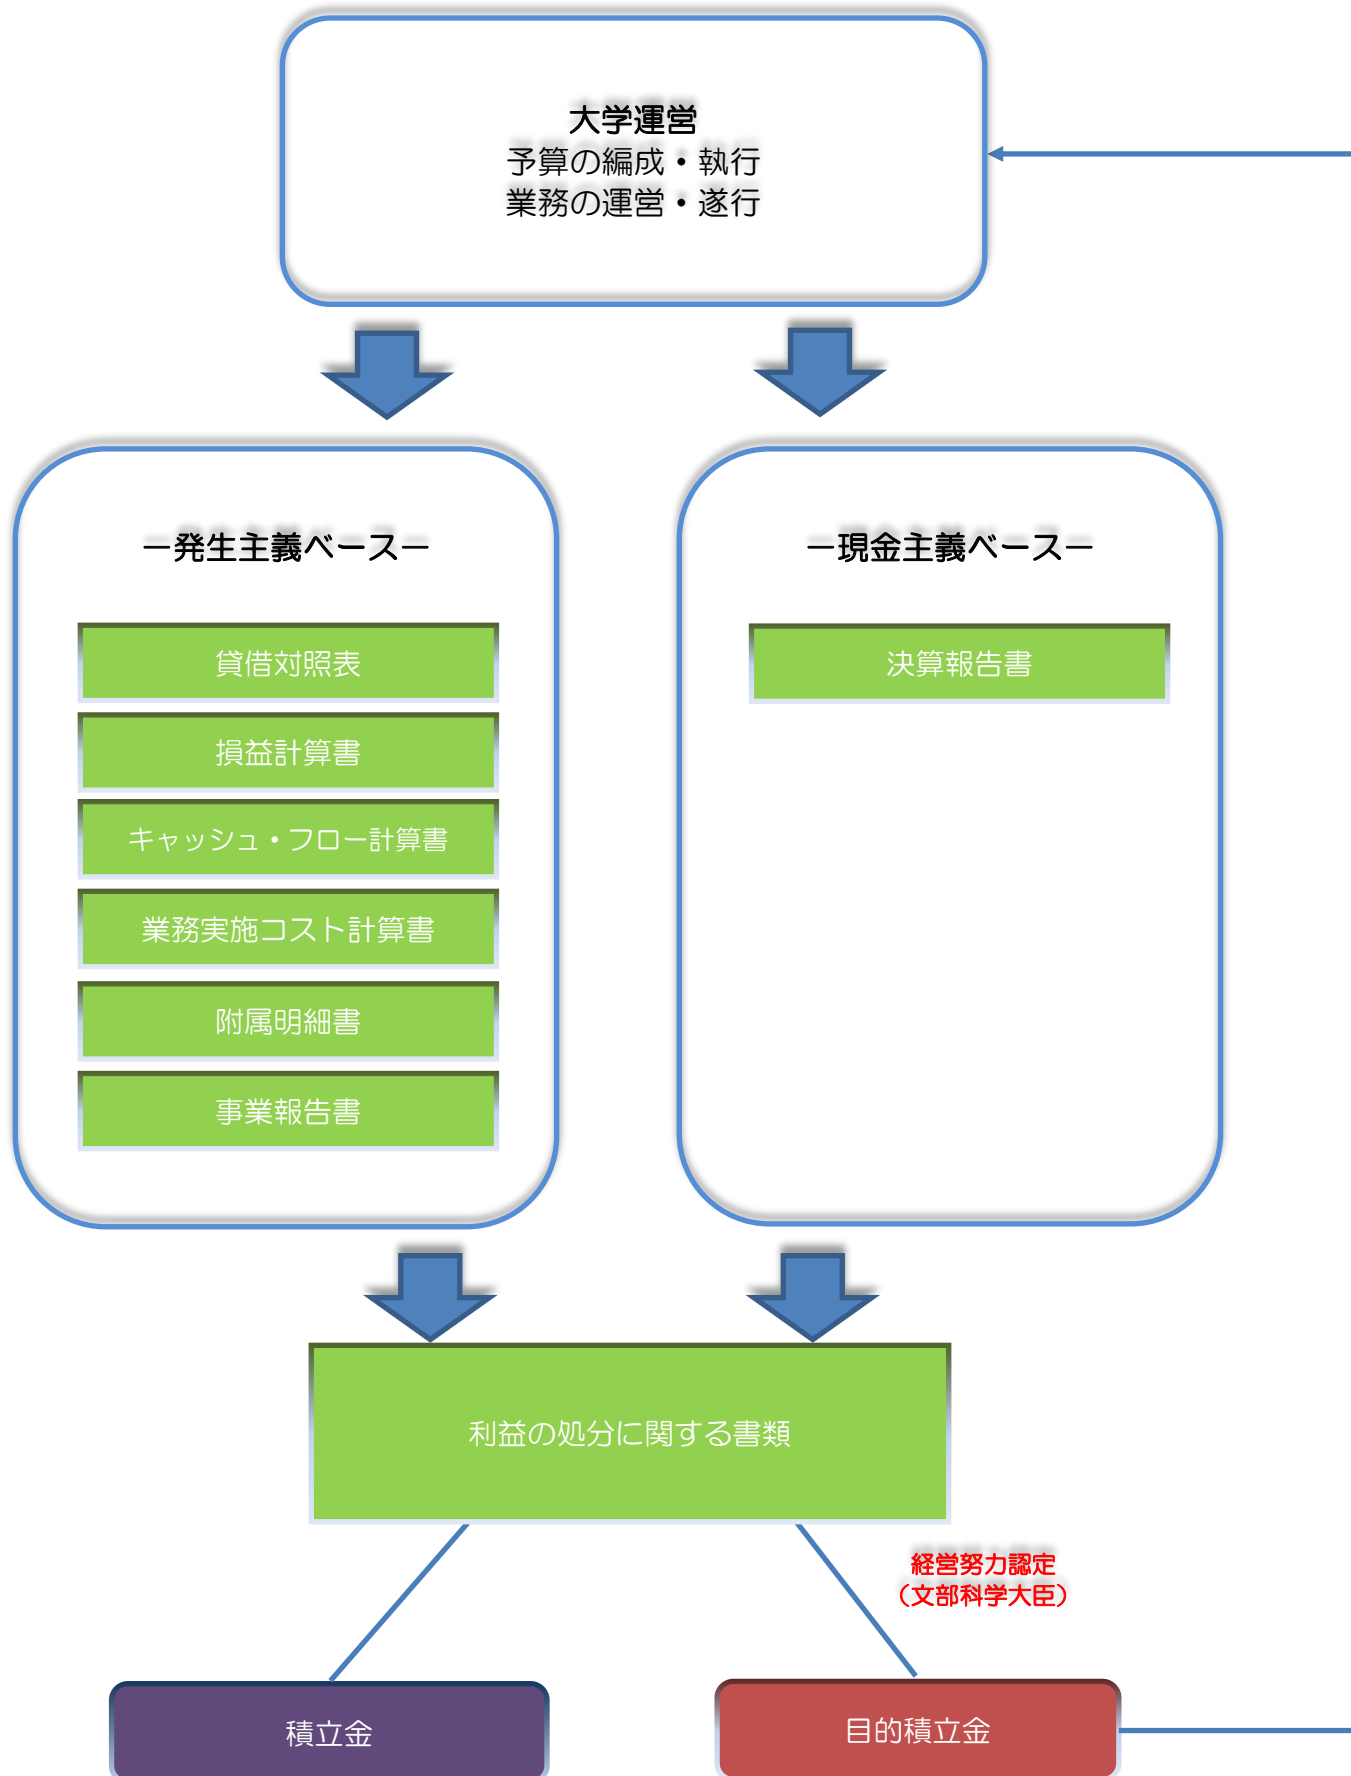 大学運営
予算の編成・執行
業務の運営・遂行
－発生主義ベース－
貸借対照表
損益計算書
キャッシュ・フロー計算書
業務実施コスト計算書
附属明細書
事業報告書
－現金主義ベース－
決算報告書
利益の処分に関する書類
経営努力認定
（文部科学大臣）
積立金
目的積立金